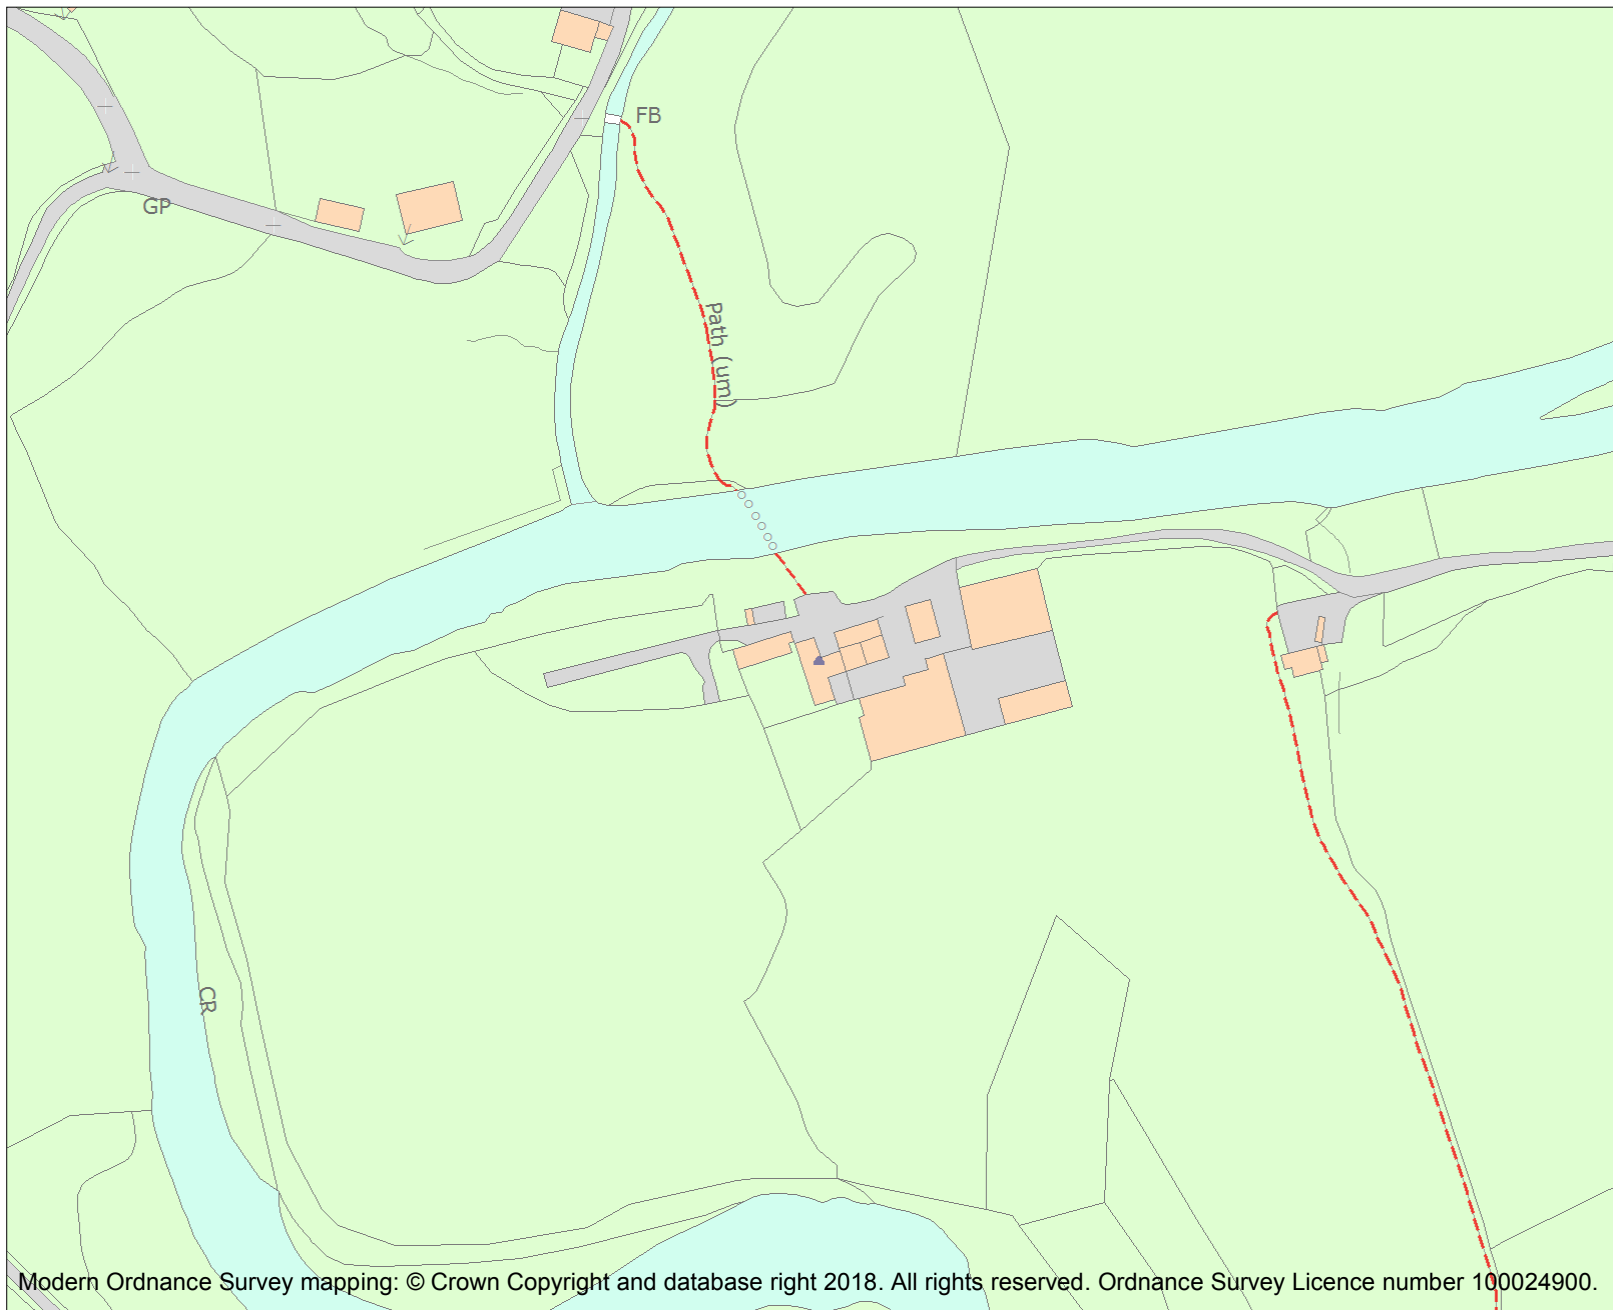 FB
GP
Path (um)
CR
Modern Ordnance Survey mapping: © Crown Copyright and database right 2018. All rights reserved. Ordnance Survey Licence number 100024900.